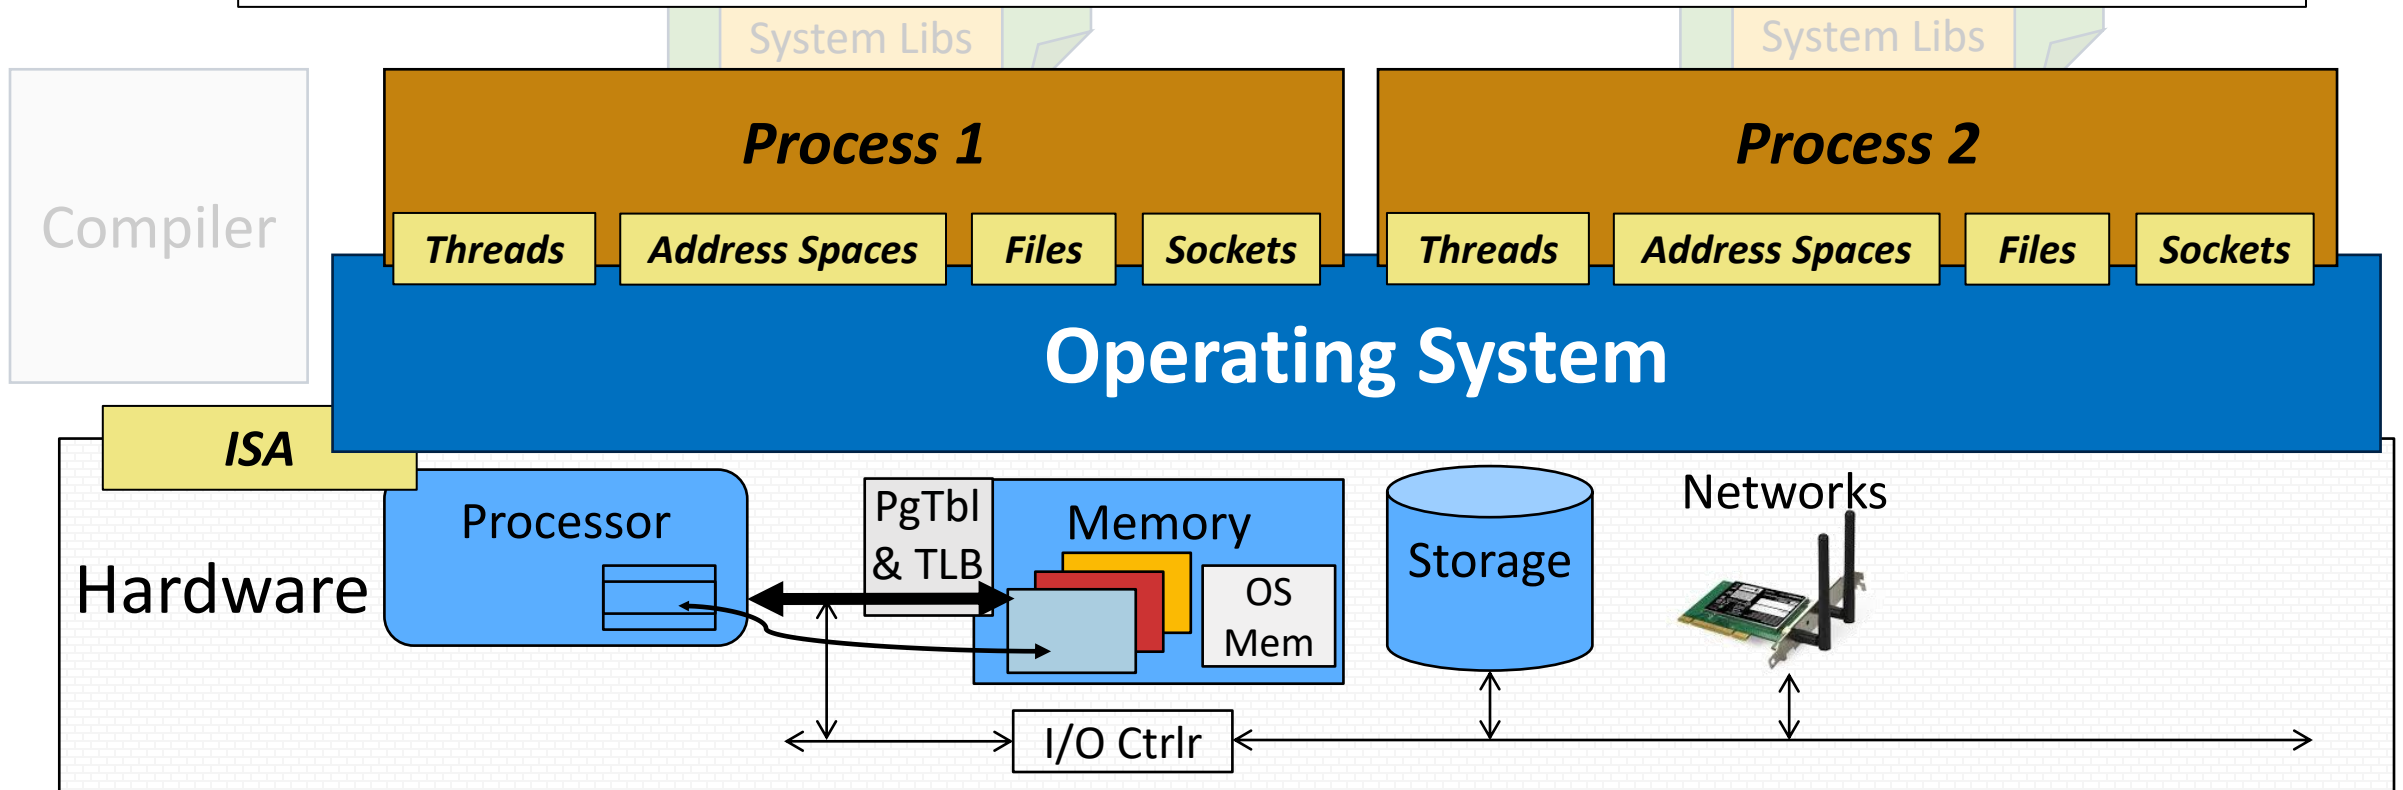 System Libs
System Libs
Compiler
Process 1
Process 2
Threads
Address Spaces
Files
Sockets
Threads
Address Spaces
Files
Sockets
Operating System
ISA
Hardware
Processor
PgTbl
& TLB
Memory
OS
Mem
Storage
Networks
I/O Ctrlr